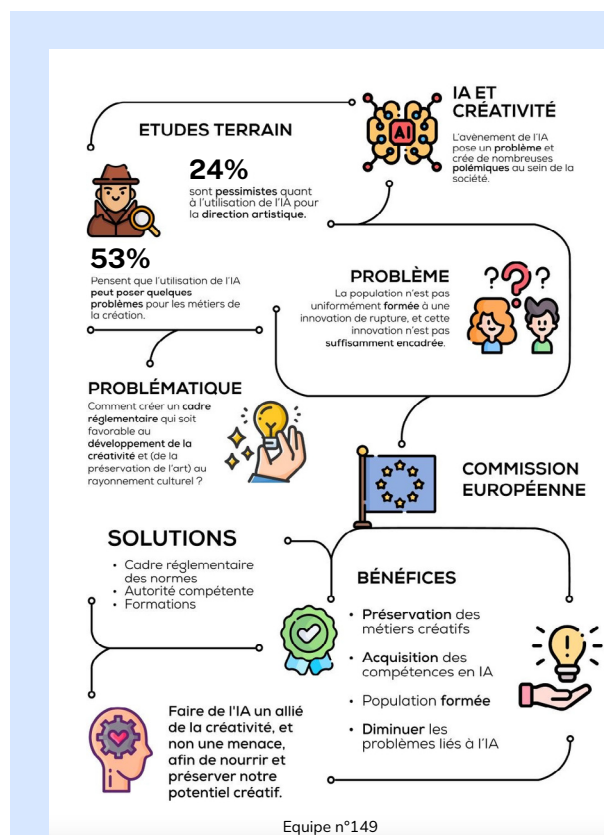 IA ET
CRÉATIVITÉ
L'avènement de l'IA
pose un problème et
crée de nombreuses
polémiques au sein de la
société.
AI
ETUDES TERRAIN
24%
sont pessimistes quant
à l'utilisation de l'IA pour
la direction artistique.
53%
Pensent que l'utilisation de l'IA
peut poser quelques
problèmes pour les métiers de
la création.
PROBLÈME
La population n'est pas
uniformément formée à une
innovation de rupture, et cette
innovation n'est pas
suffisamment encadrée.
???
PROBLÉMATIQUE
Comment créer un cadre
réglementaire qui soit
favorable au
développement de la
créativité et (de la
préservation de l'art) au
rayonnement culturel ?
COMMISSION
EUROPÉENNE
SOLUTIONS
• Cadre réglementaire
des normes
• Autorité compétente
• Formations
BÉNÉFICES
• Préservation des
métiers créatifs
• Acquisition des
compétences en IA
• Population formée
• Diminuer les
problèmes liés à l'IA
Faire de l'IA un allié
de la créativité, et
non une menace,
afin de nourrir et
préserver notre
potentiel créatif.
Equipe n°149